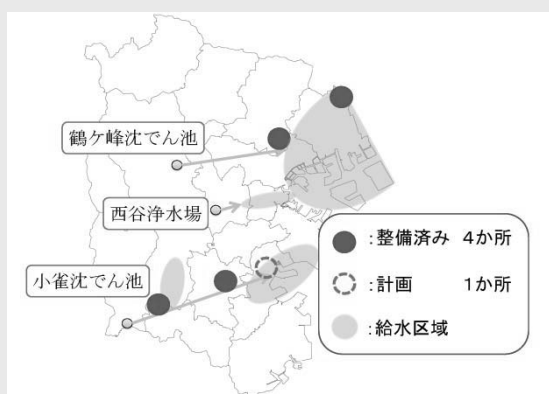 鶴ケ峰沈でん池
西谷浄水場
小雀沈でん池
:整備済み 4か所
:計画 1か所
:給水区域